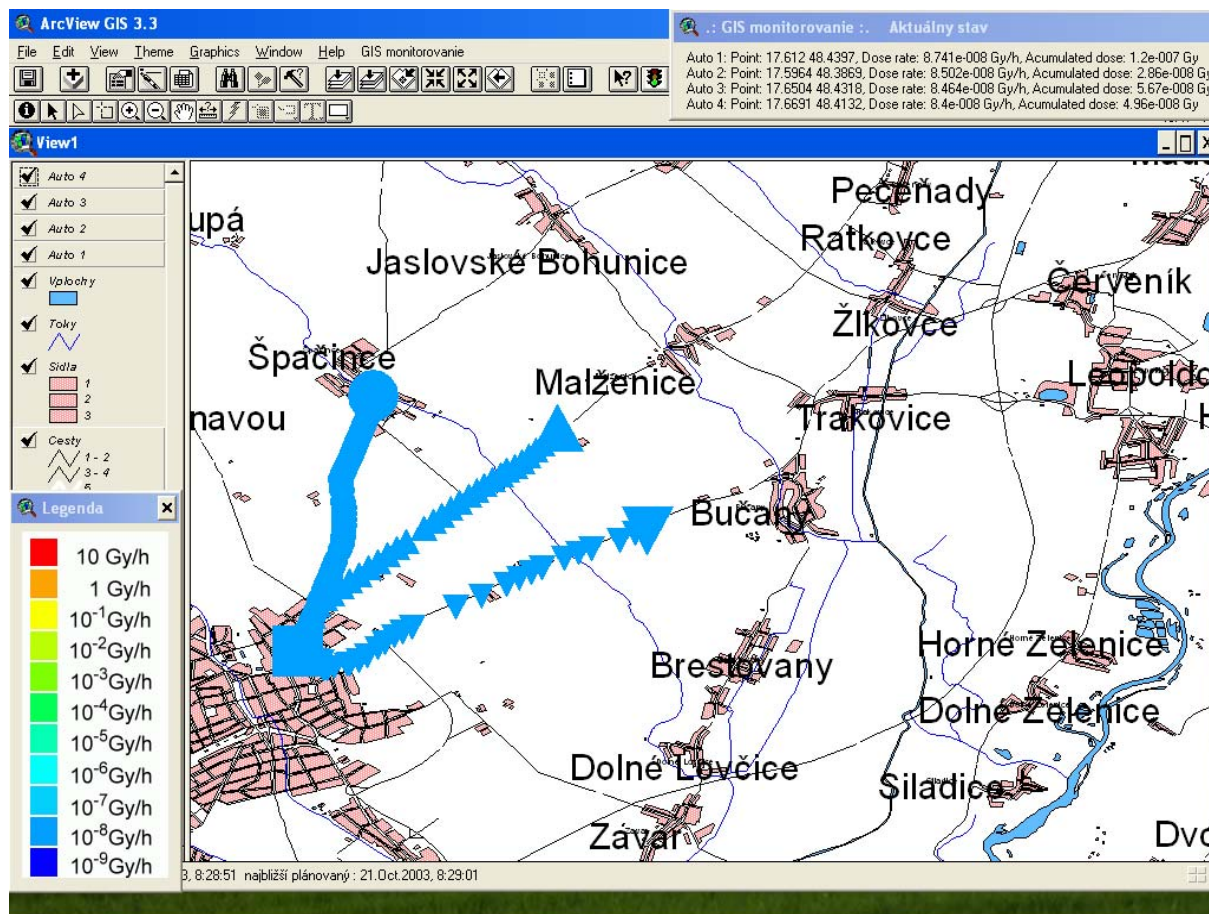 ArcView GIS 3.3
File Edit View Theme Graphics Window Help GIS monitorovanie
.: GIS monitorovanie :. Aktuálny stav
Auto 1: Point: 17.612 48.4397, Dose rate: 8.741e-008 Gy/h, Acumulated dose: 1.2e-007 Gy
Auto 2: Point: 17.5964 48.3869, Dose rate: 8.502e-008 Gy/h, Acumulated dose: 2.86e-008 Gy
Auto 3: Point: 17.6504 48.4318, Dose rate: 8.464e-008 Gy/h, Acumulated dose: 5.67e-008 Gy
Auto 4: Point: 17.6691 48.4132, Dose rate: 8.4e-008 Gy/h, Acumulated dose: 4.96e-008 Gy
View1
Auto 4
Auto 3
Auto 2
Auto 1
Vplochy
Toky
Sidla
1
2
3
Cesty
1 - 2
3 - 4
5
Legenda
10 Gy/h
1 Gy/h
10⁻¹Gy/h
10⁻²Gy/h
10⁻³Gy/h
10⁻⁴Gy/h
10⁻⁵Gy/h
10⁻⁶Gy/h
10⁻⁷Gy/h
10⁻⁸Gy/h
10⁻⁹Gy/h
upá
Pečeňady
Ratkovce
Jaslovské Bohunice
Červeník
Žlkovce
Špačince
Malženice
Leopoldo
navou
Trakovice
H
Bučany
Horné Zelenice
Brestovany
Dolné Zelenice
Dolné Lovčice
Siladice
Zavar
Dvo
3, 8:28:51 najbližší plánovaný : 21.Oct.2003, 8:29:01